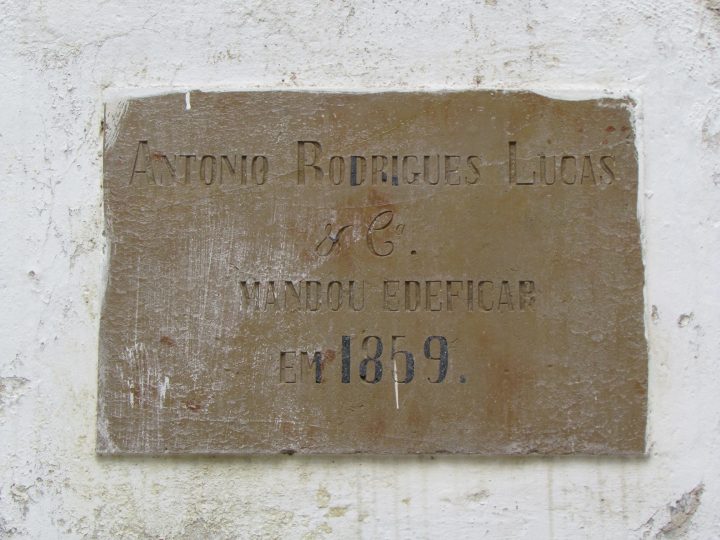 ANTONIO RODRIGUES LUCAS
& Cª.
MANDOU EDEFICAR
EM 1859.